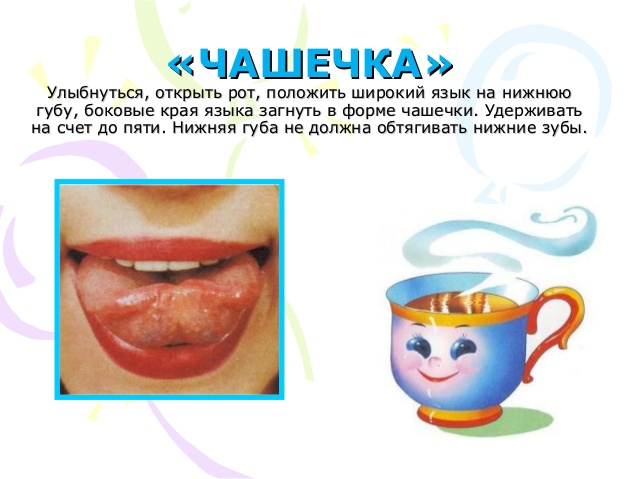 «ЧАШЕЧКА»
Улыбнуться, открыть рот, положить широкий язык на нижнюю
губу, боковые края языка загнуть в форме чашечки. Удерживать
на счет до пяти. Нижняя губа не должна обтягивать нижние зубы.